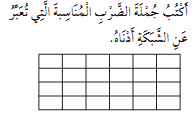 أَكْتُبُ جُمْلَةَ الضَّرْبِ الْمُنَاسِبَةَ الَّتِي تُعَبِّرُ
عَنِ الشَّبَكَةِ أَدْنَاهُ.